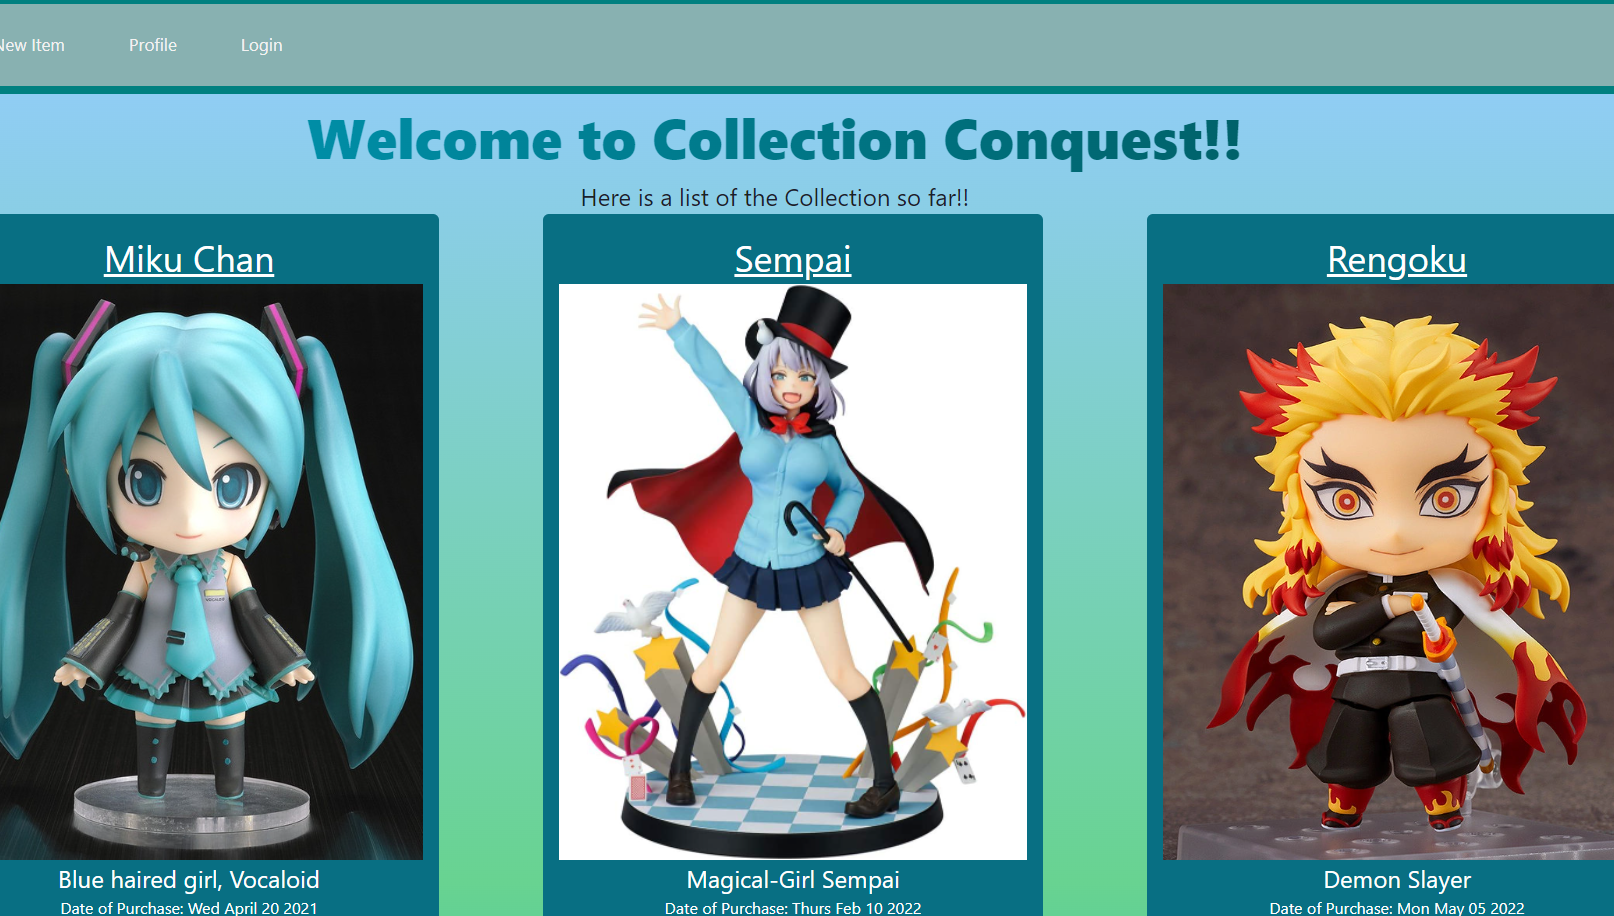 New Item Profile Login
Welcome to Collection Conquest!!
Here is a list of the Collection so far!!
Miku Chan
Sempai
Rengoku
Blue haired girl, Vocaloid
Date of Purchase: Wed April 20 2021
Magical-Girl Sempai
Date of Purchase: Thurs Feb 10 2022
Demon Slayer
Date of Purchase: Mon May 05 2022